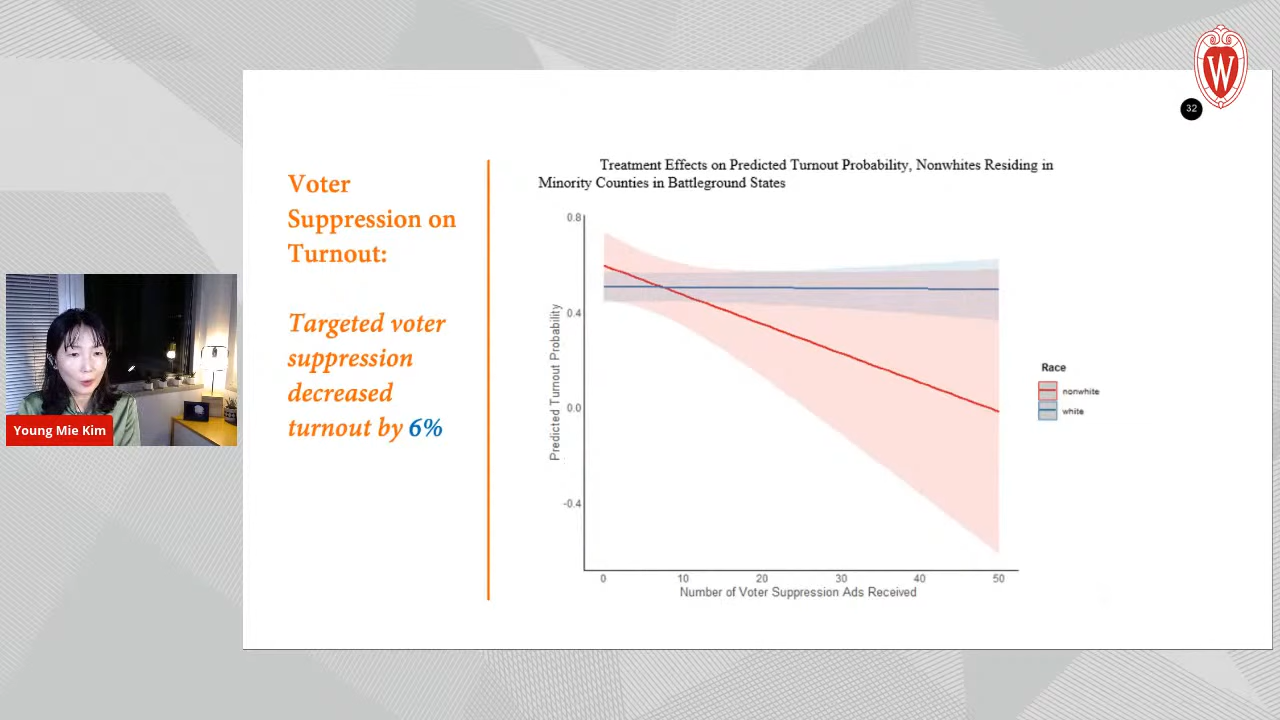 W
32
Voter
Suppression on
Turnout:
Targeted voter
suppression
decreased
turnout by 6%
Treatment Effects on Predicted Turnout Probability, Nonwhites Residing in
Minority Counties in Battleground States
0.8
0.4
0.0
-0.4
Predicted Turnout Probability
0
10
20
30
40
50
Number of Voter Suppression Ads Received
Race
nonwhite
white
Young Mie Kim